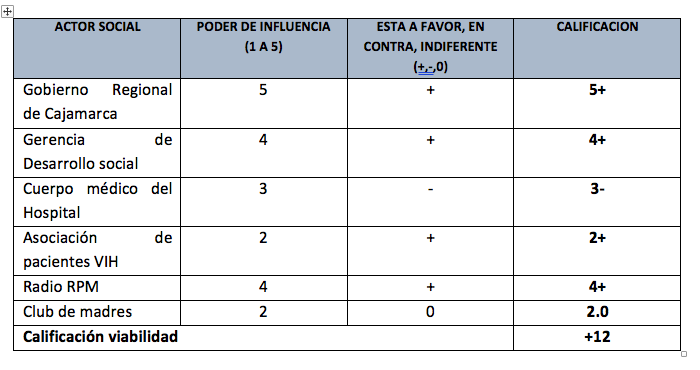 ACTOR SOCIAL PODER DE INFLUENCIA ESTA A FAVOR, EN CALIFICACION
(1 A 5) CONTRA, INDIFERENTE
(+,-,0)
Gobierno Regional 5 + 5+
de Cajamarca
Gerencia de 4 + 4+
Desarrollo social
Cuerpo médico del 3 - 3-
Hospital
Asociación de 2 + 2+
pacientes VIH
Radio RPM 4 + 4+
Club de madres 2 0 2.0
Calificación viabilidad +12